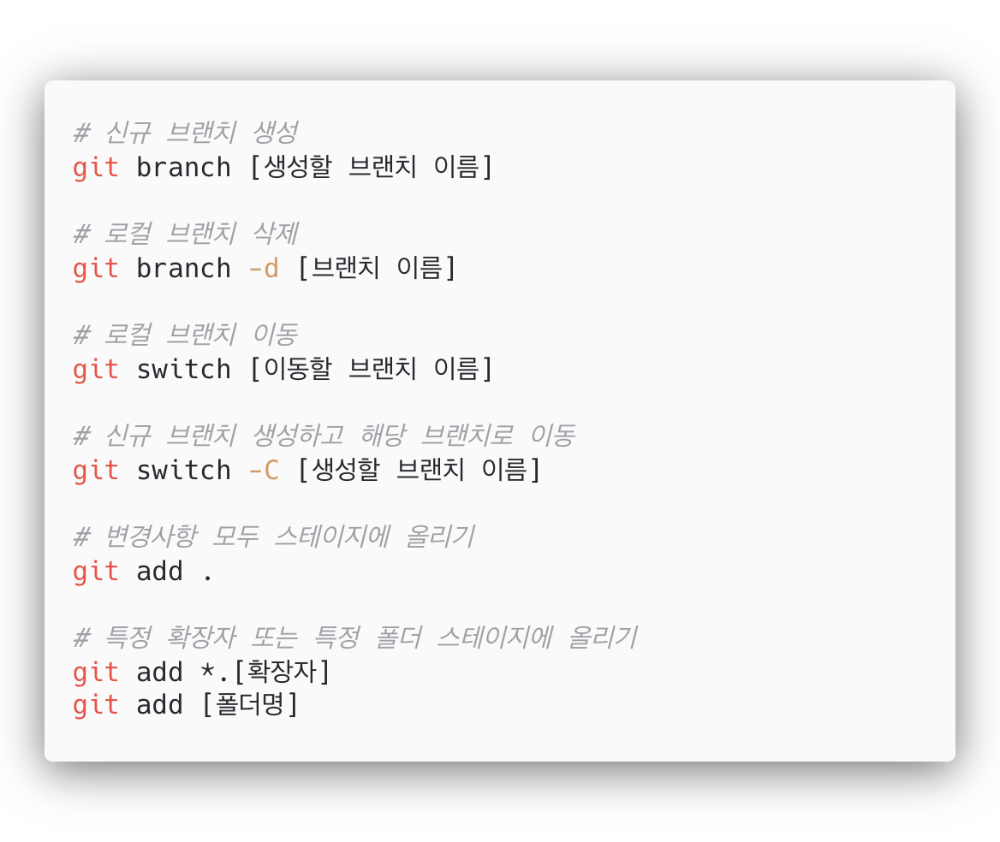 # 신규 브랜치 생성
git branch [생성할 브랜치 이름]
# 로컬 브랜치 삭제
git branch -d [브랜치 이름]
# 로컬 브랜치 이동
git switch [이동할 브랜치 이름]
# 신규 브랜치 생성하고 해당 브랜치로 이동
git switch -C [생성할 브랜치 이름]
# 변경사항 모두 스테이지에 올리기
git add .
# 특정 확장자 또는 특정 폴더 스테이지에 올리기
git add *.[확장자]
git add [폴더명]